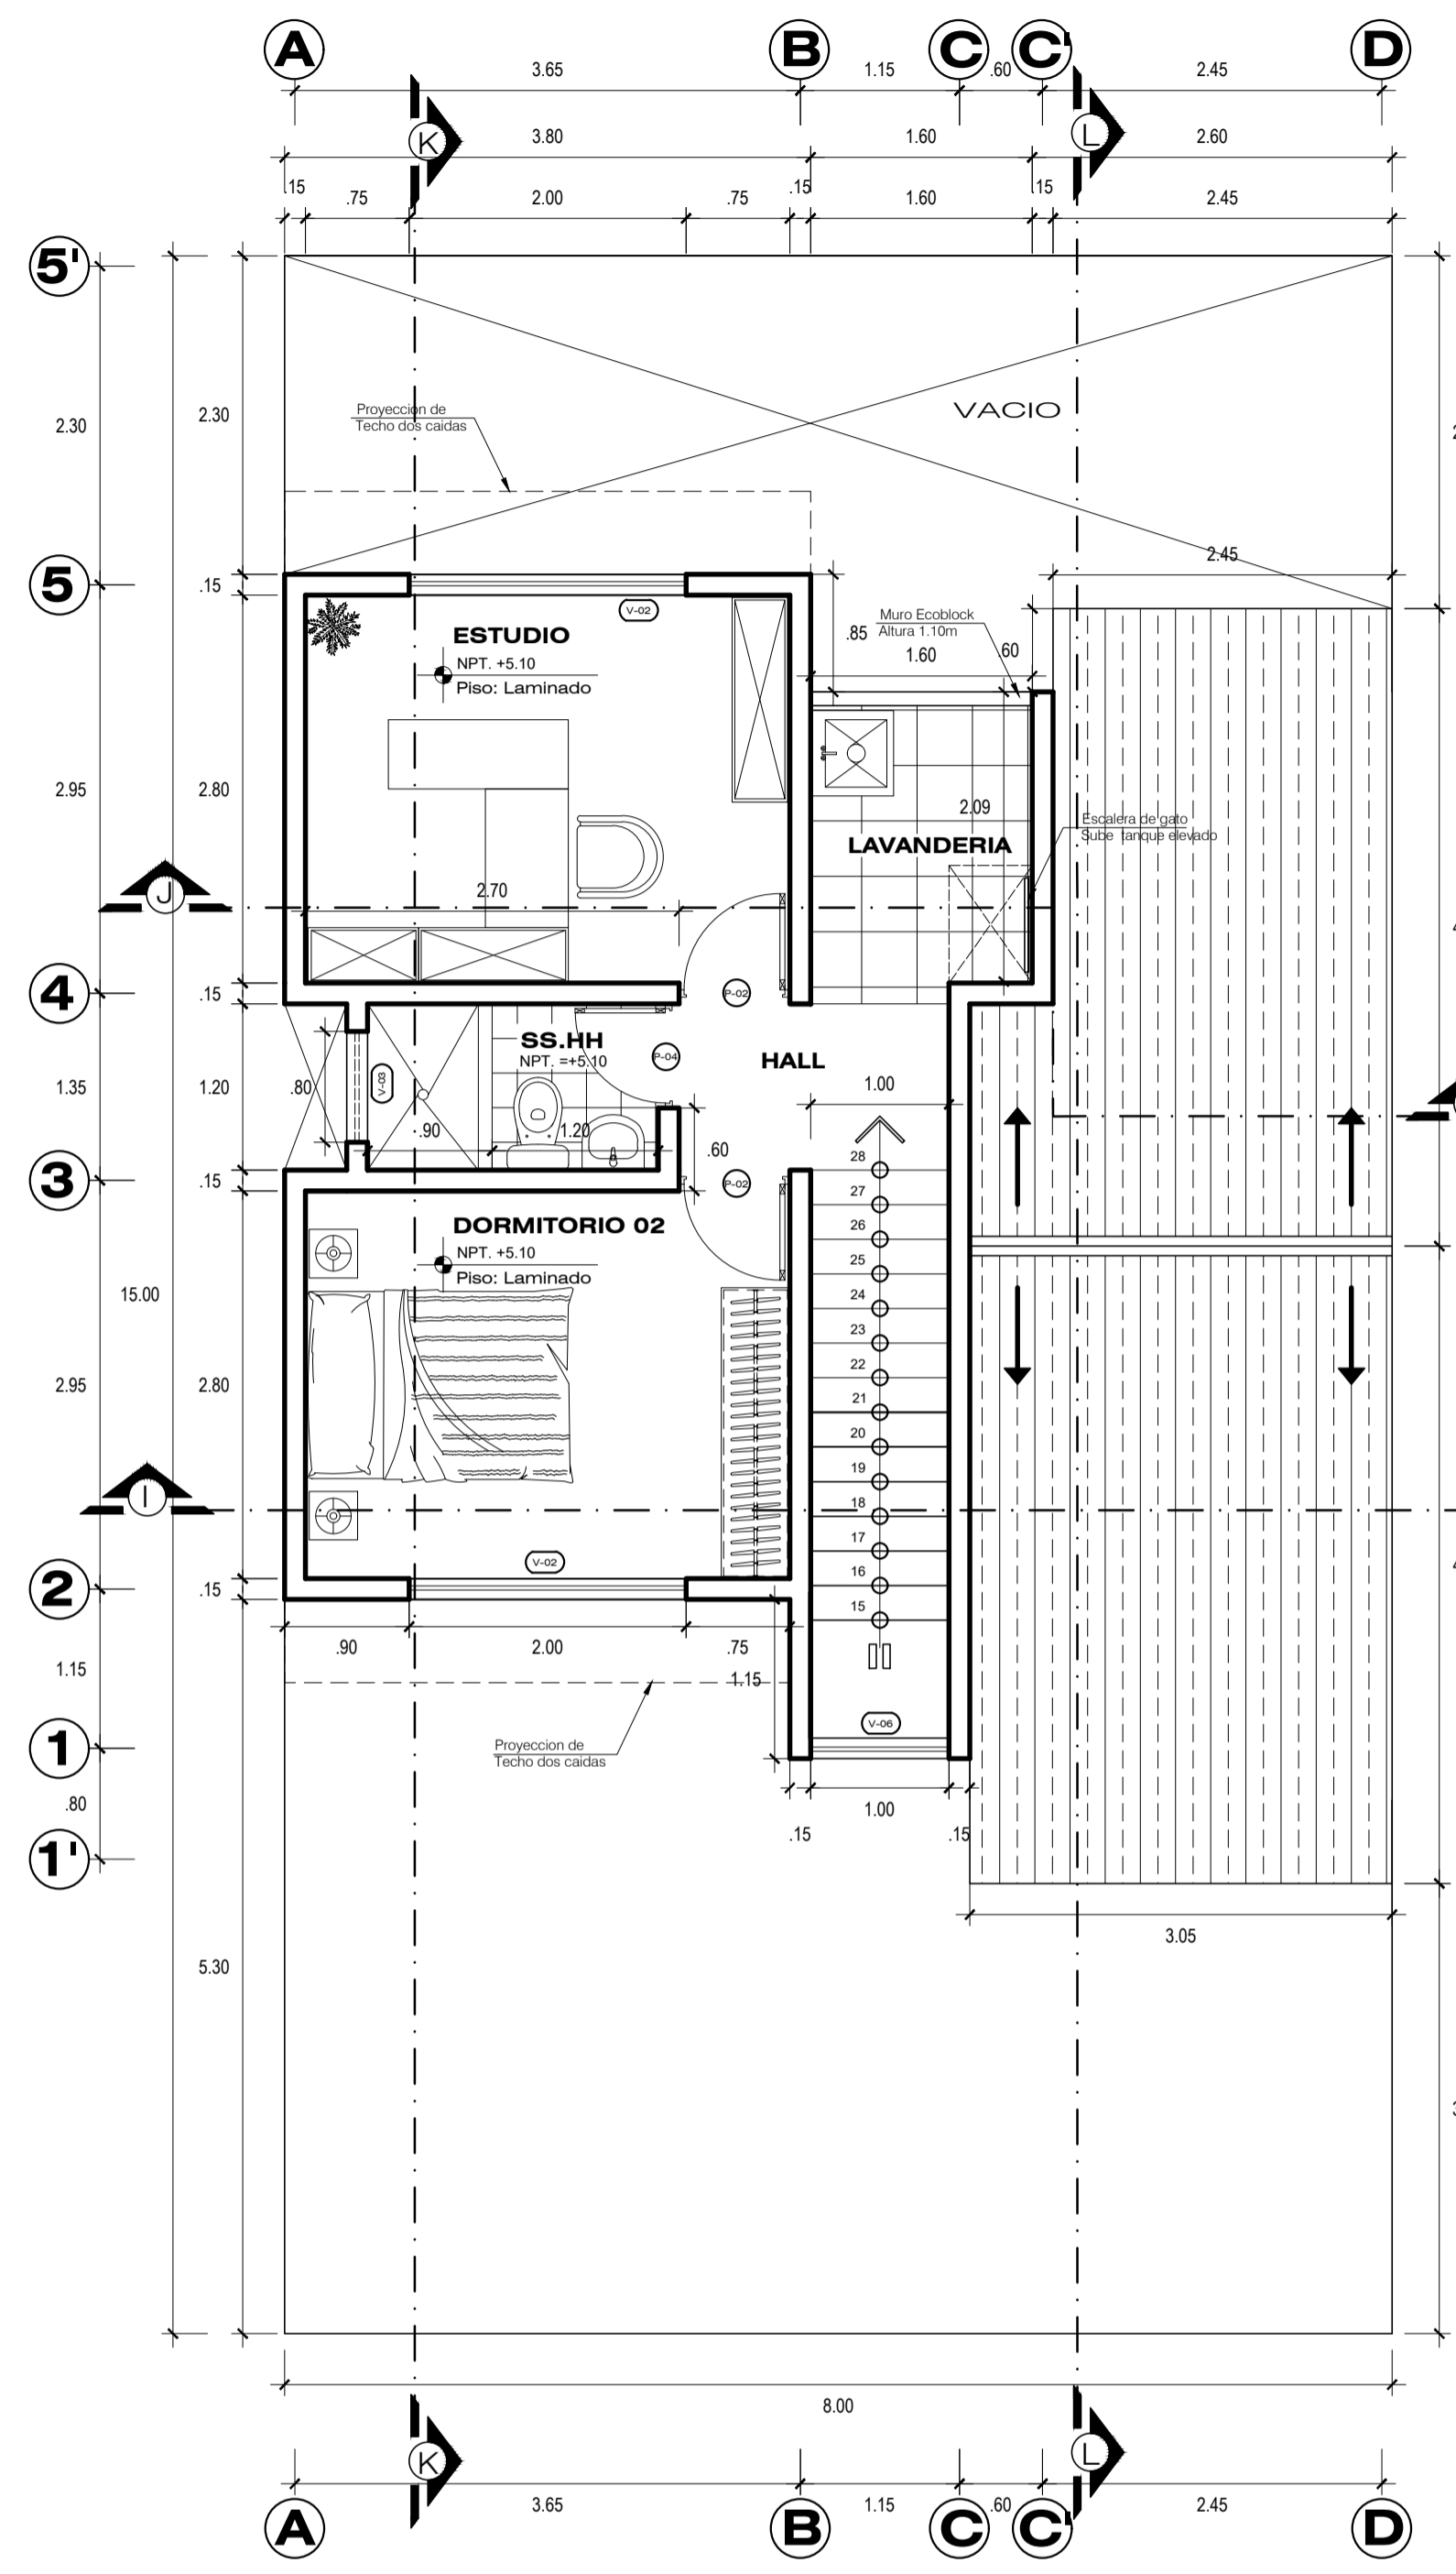 A B C C' D
3.65 1.15 .60 2.45
K L
3.80 1.60 2.60
.15 .75 2.00 .75 .15 1.60 .15 2.45
5'
2.30 2.30
Proyeccion de
Techo dos caidas
VACIO
5
.15
2.45
V-02
ESTUDIO
NPT. +5.10
Piso: Laminado
Muro Ecoblock
Altura 1.10m
.85
1.60
.60
2.95 2.80
2.09
LAVANDERIA
Escalera de gato
Sube tanque elevado
J
2.70
4
.15
P-02
SS.HH
NPT. =+5.10
P-04
HALL
V-03
1.35 1.20 .80
1.00
.90 1.20
.60
3
.15
P-02
DORMITORIO 02
NPT. +5.10
Piso: Laminado
15.00
2.95 2.80
28
27
26
25
24
23
22
21
20
19
18
17
16
15
I
V-02
2
.15
.90 2.00 .75
1.15
1.15
V-06
Proyeccion de
Techo dos caidas
1
.80
1'
1.00
.15 .15
3.05
5.30
8.00
K L
3.65 1.15 .60 2.45
A B C C' D